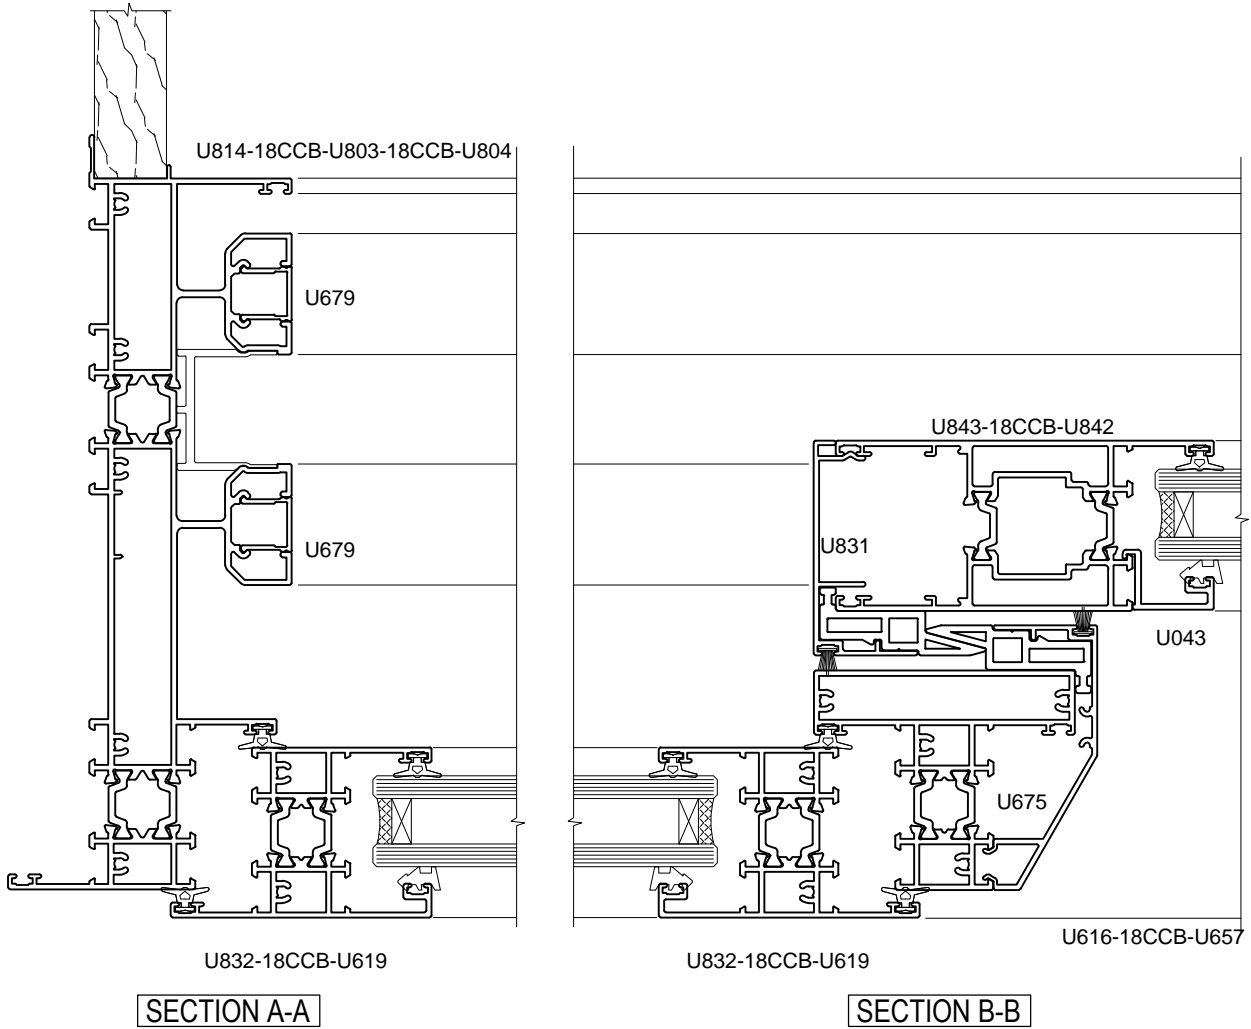 U814-18CCB-U803-18CCB-U804
U679
U843-18CCB-U842
U679
U831
U043
U675
U616-18CCB-U657
U832-18CCB-U619
U832-18CCB-U619
SECTION A-A
SECTION B-B